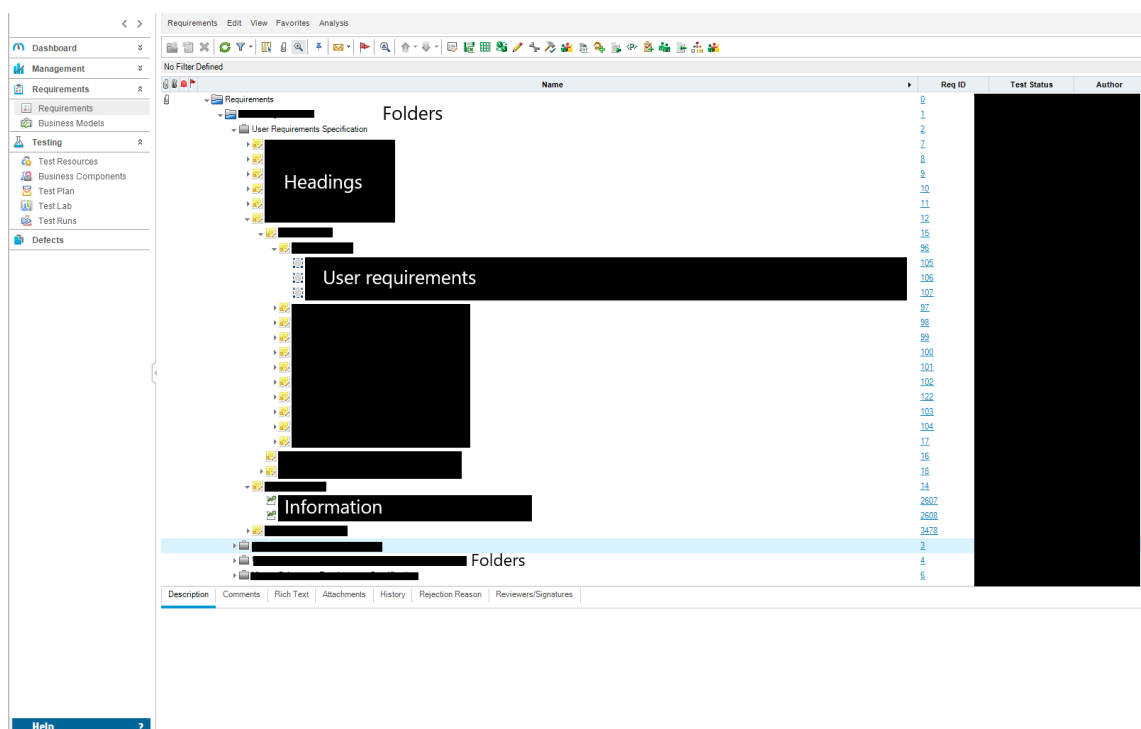 Requirements Edit View Favorites Analysis
Dashboard
Management
Requirements
Requirements
Business Models
Testing
Test Resources
Business Components
Test Plan
Test Lab
Test Runs
Defects
Help ?
No Filter Defined
Name Req ID Test Status Author
Requirements 0
Folders
1
User Requirements Specification 2
7
8
9
Headings
10
11
12
15
96
105
User requirements 106
107
97
98
99
100
101
102
122
103
104
17
16
18
14
2607
Information
2608
3478
3
Folders 4
6
Description Comments Rich Text Attachments History Rejection Reason Reviewers/Signatures